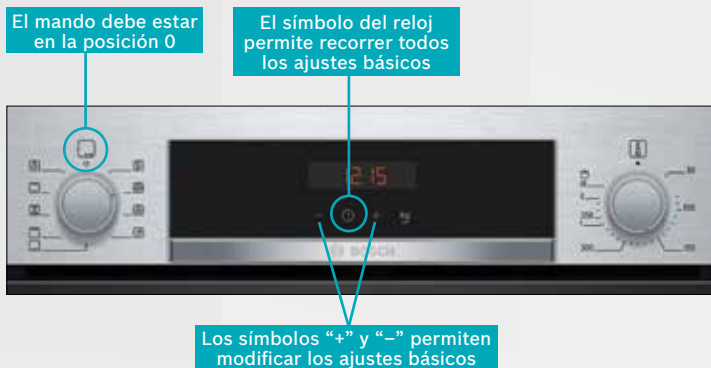 El mando debe estar
en la posición 0
El símbolo del reloj
permite recorrer todos
los ajustes básicos
12:15
- +
BOSCH
Los símbolos “+” y “−” permiten
modificar los ajustes básicos